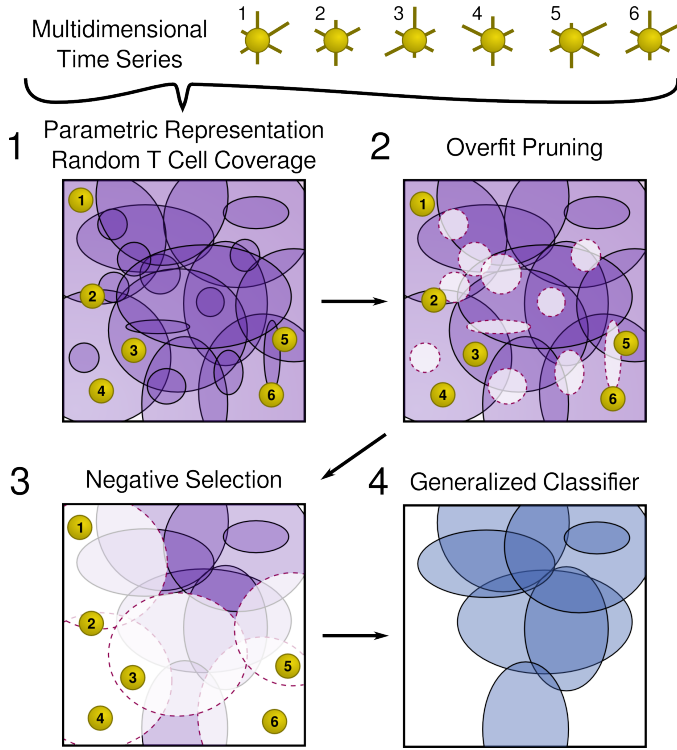 Multidimensional
Time Series
1 2 3 4 5 6
1 Parametric Representation
Random T Cell Coverage
2 Overfit Pruning
1
2
3
4
5
6
1
2
3
4
5
6
3 Negative Selection
4 Generalized Classifier
1
2
3
4
5
6